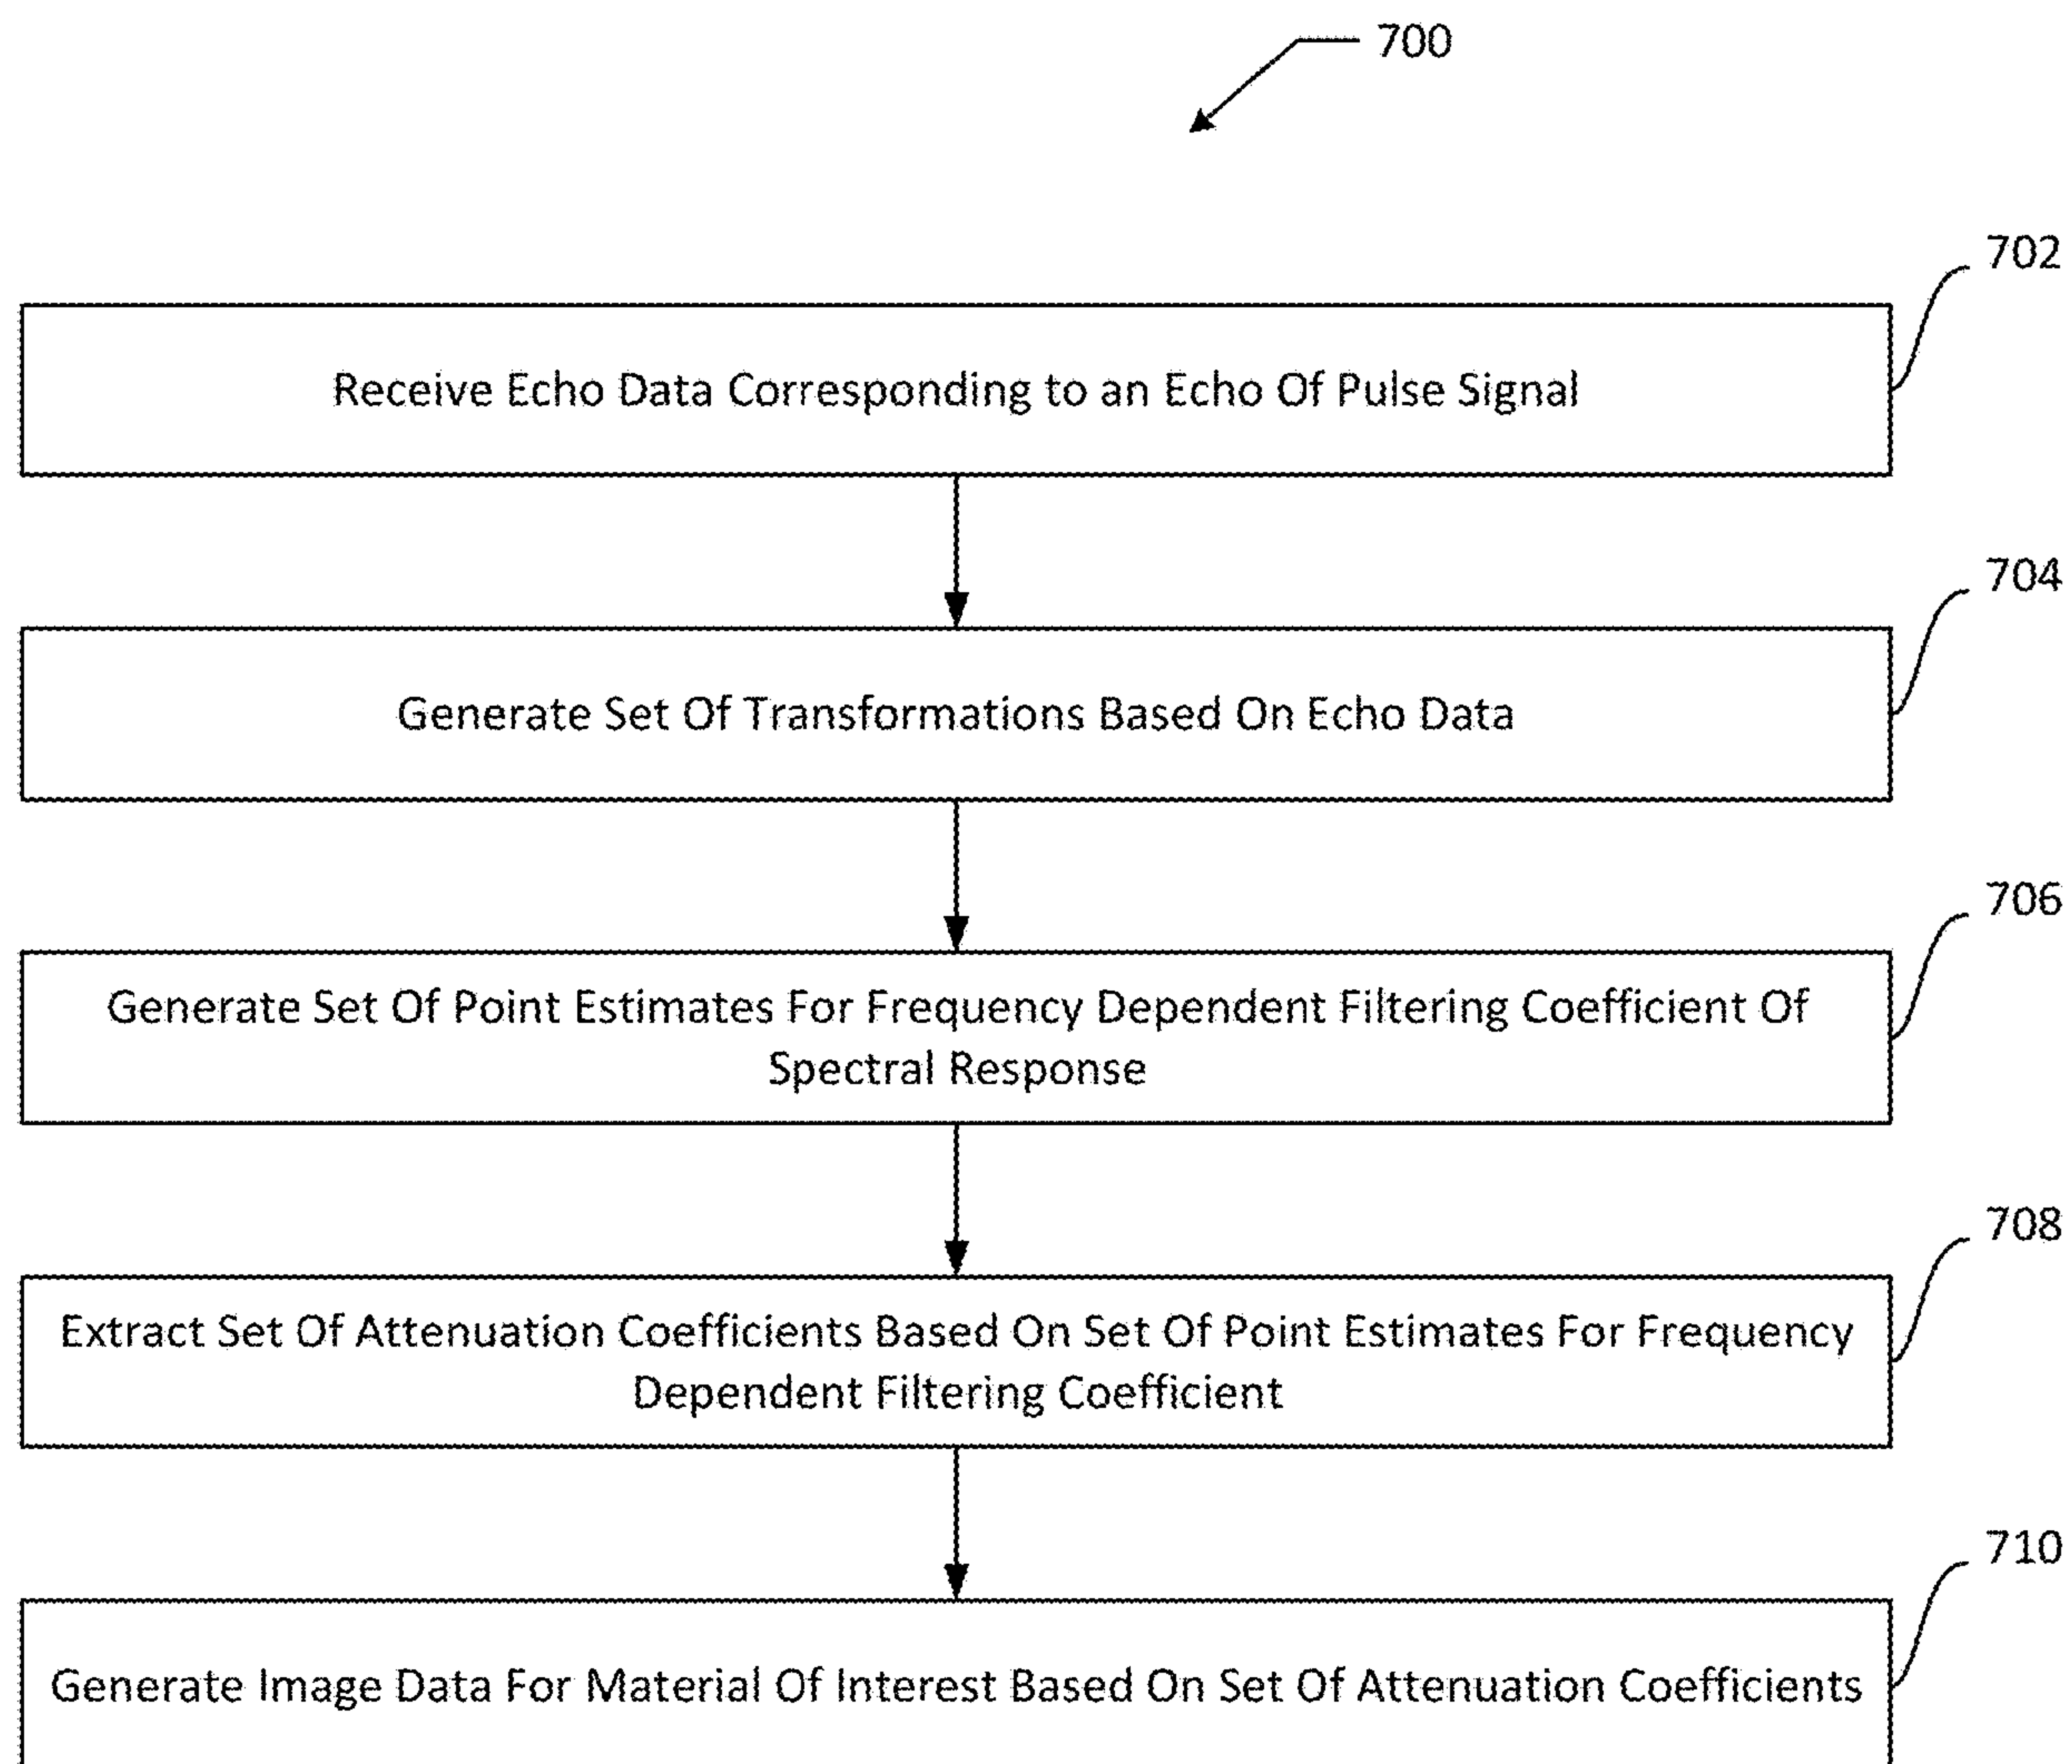 700
702
Receive Echo Data Corresponding to an Echo Of Pulse Signal
704
Generate Set Of Transformations Based On Echo Data
706
Generate Set Of Point Estimates For Frequency Dependent Filtering Coefficient Of
Spectral Response
708
Extract Set Of Attenuation Coefficients Based On Set Of Point Estimates For Frequency
Dependent Filtering Coefficient
710
Generate Image Data For Material Of Interest Based On Set Of Attenuation Coefficients